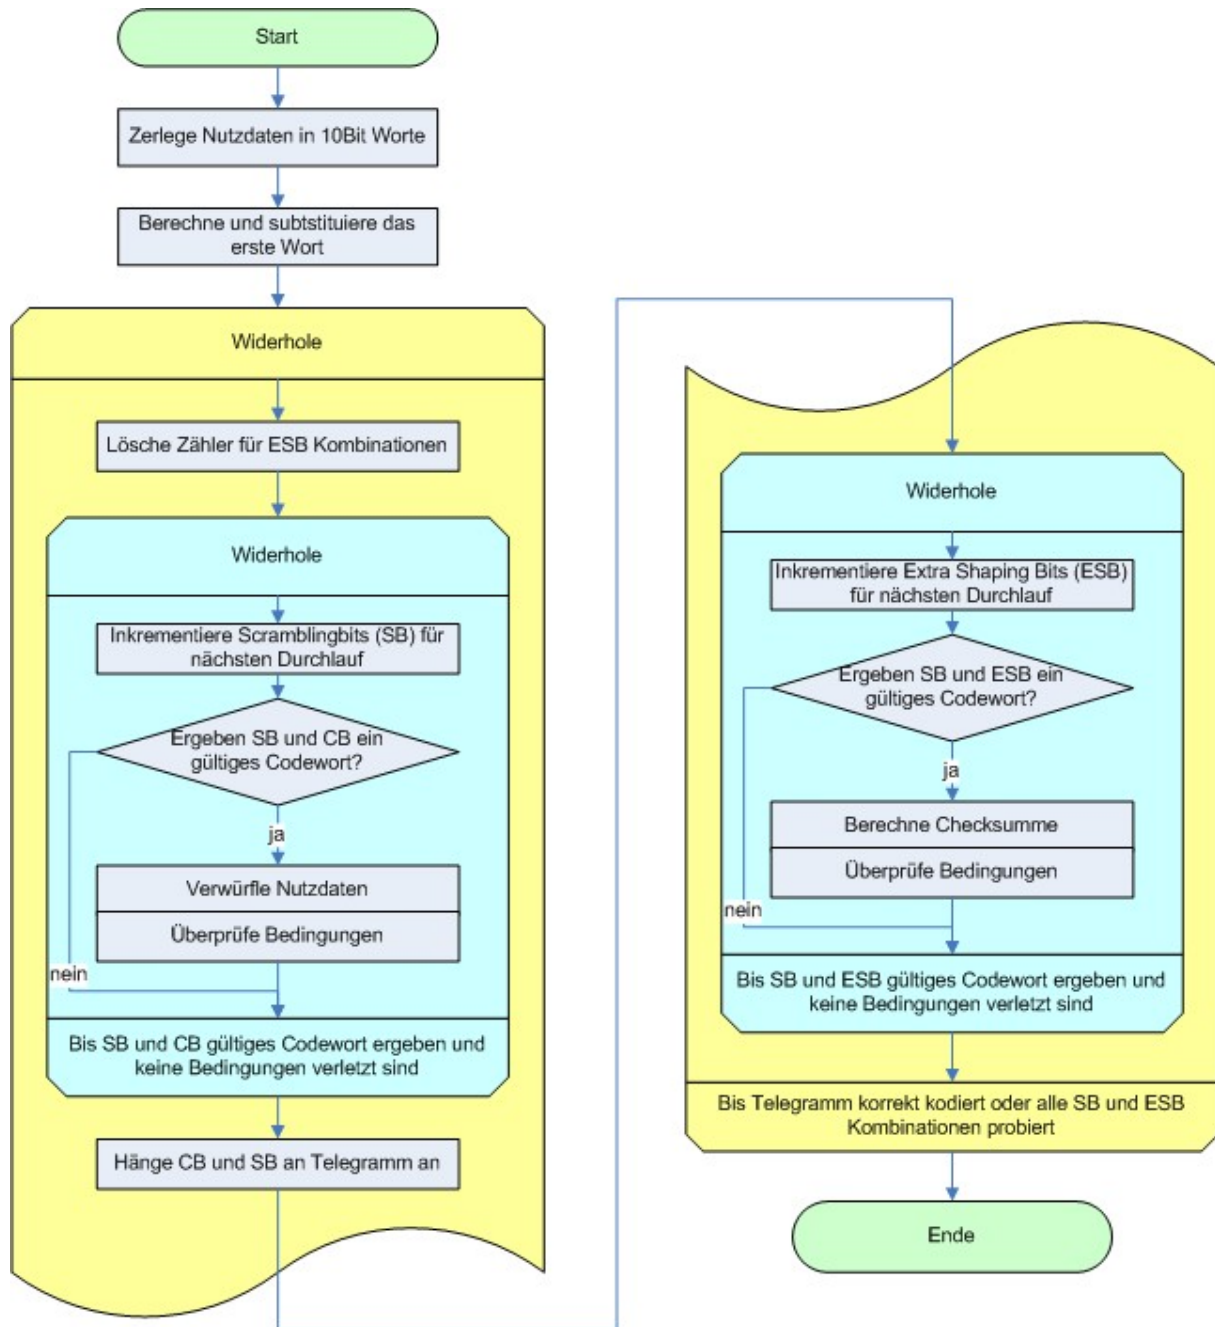 Start
Zerlege Nutzdaten in 10Bit Worte
Berechne und subtstituiere das
erste Wort
Widerhole
Lösche Zähler für ESB Kombinationen
Widerhole
Inkrementiere Scramblingbits (SB) für
nächsten Durchlauf
Ergeben SB und CB ein
gültiges Codewort?
ja
Verwürfle Nutzdaten
Überprüfe Bedingungen
nein
Bis SB und CB gültiges Codewort ergeben und
keine Bedingungen verletzt sind
Hänge CB und SB an Telegramm an
Widerhole
Inkrementiere Extra Shaping Bits (ESB)
für nächsten Durchlauf
Ergeben SB und ESB ein
gültiges Codewort?
ja
Berechne Checksumme
Überprüfe Bedingungen
nein
Bis SB und ESB gültiges Codewort ergeben und
keine Bedingungen verletzt sind
Bis Telegramm korrekt kodiert oder alle SB und ESB
Kombinationen probiert
Ende